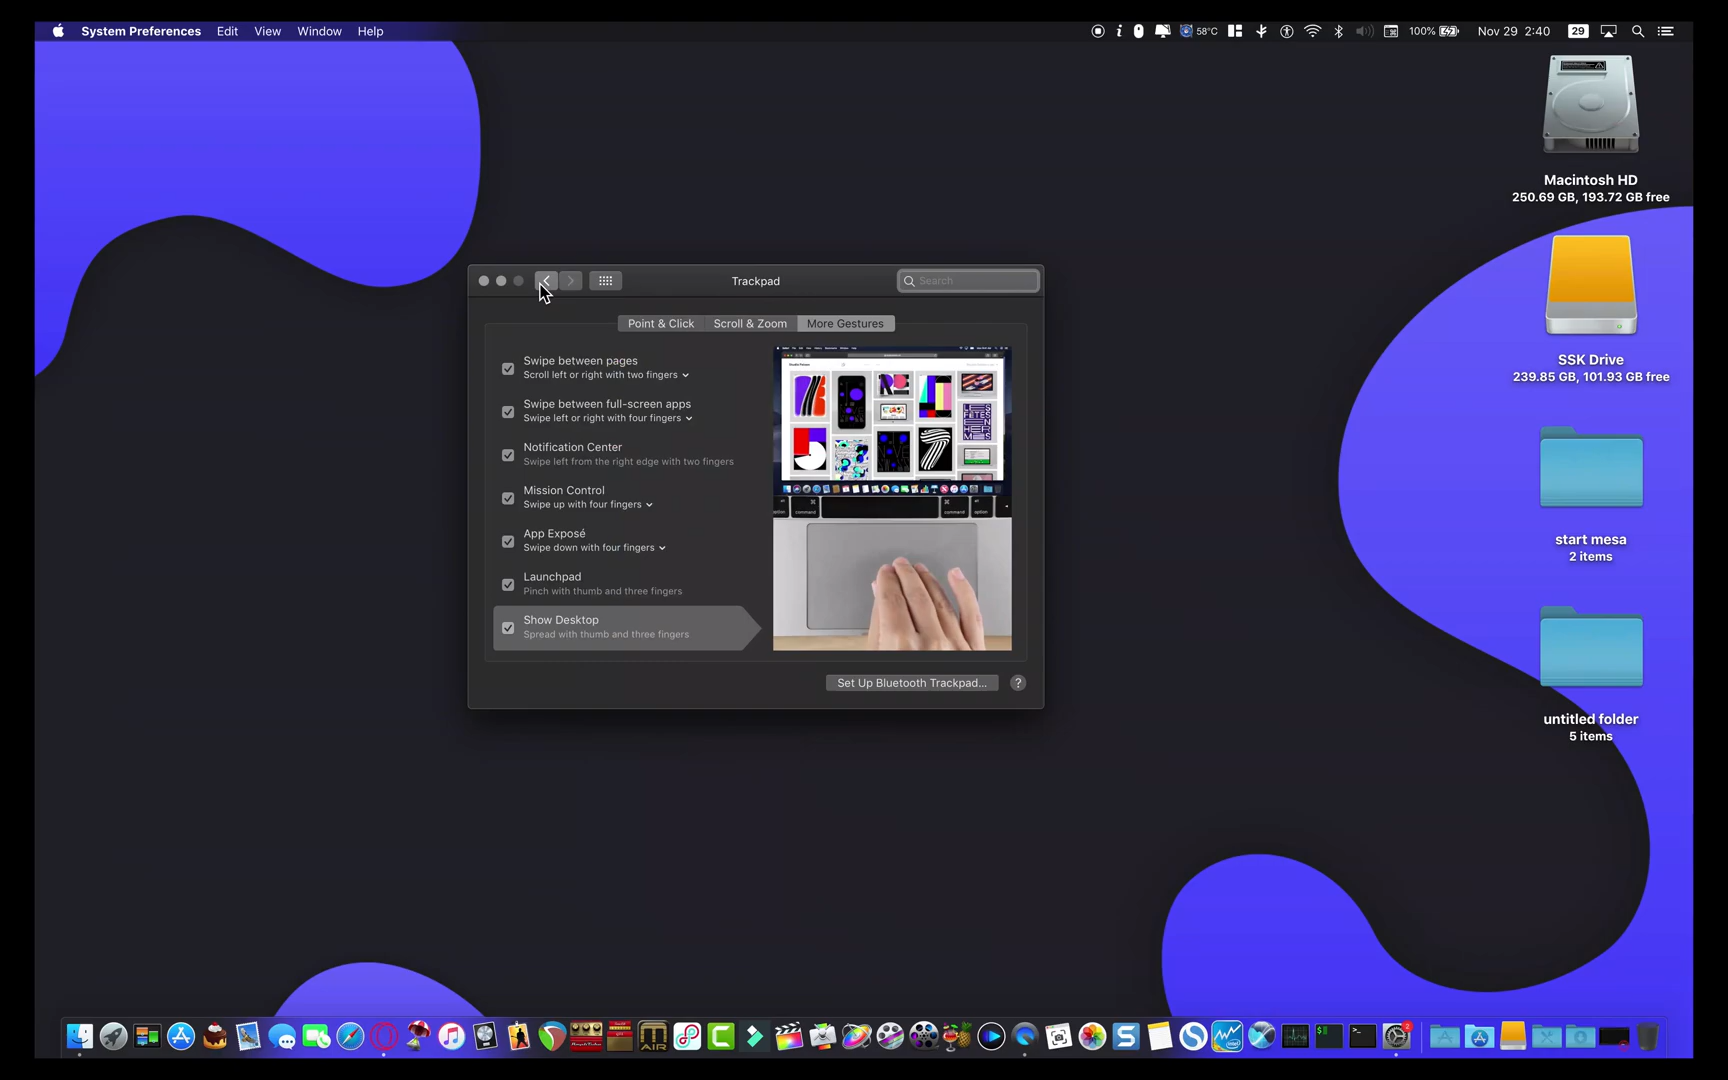 System Preferences Edit View Window Help
58°C 100% Nov 29 2:40 29
Macintosh HD
250.69 GB, 193.72 GB free
SSK Drive
239.85 GB, 101.93 GB free
start mesa
2 items
untitled folder
5 items
Trackpad
Search
Point & Click Scroll & Zoom More Gestures
Swipe between pages
Scroll left or right with two fingers
Swipe between full-screen apps
Swipe left or right with four fingers
Notification Center
Swipe left from the right edge with two fingers
Mission Control
Swipe up with four fingers
App Exposé
Swipe down with four fingers
Launchpad
Pinch with thumb and three fingers
Show Desktop
Spread with thumb and three fingers
option command command option
Set Up Bluetooth Trackpad...
?